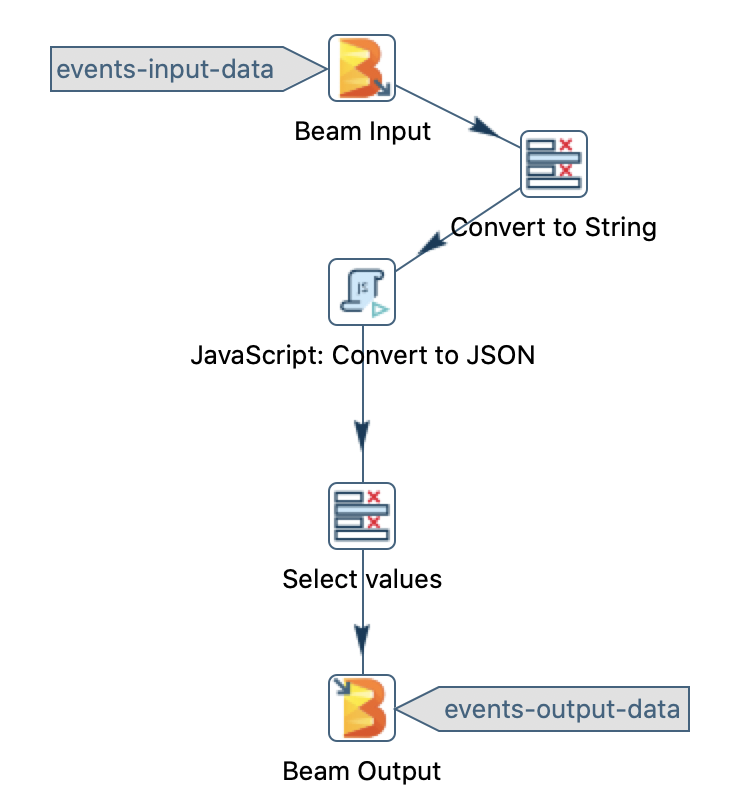 events-input-data
Beam Input
Convert to String
JS
JavaScript: Convert to JSON
Select values
events-output-data
Beam Output